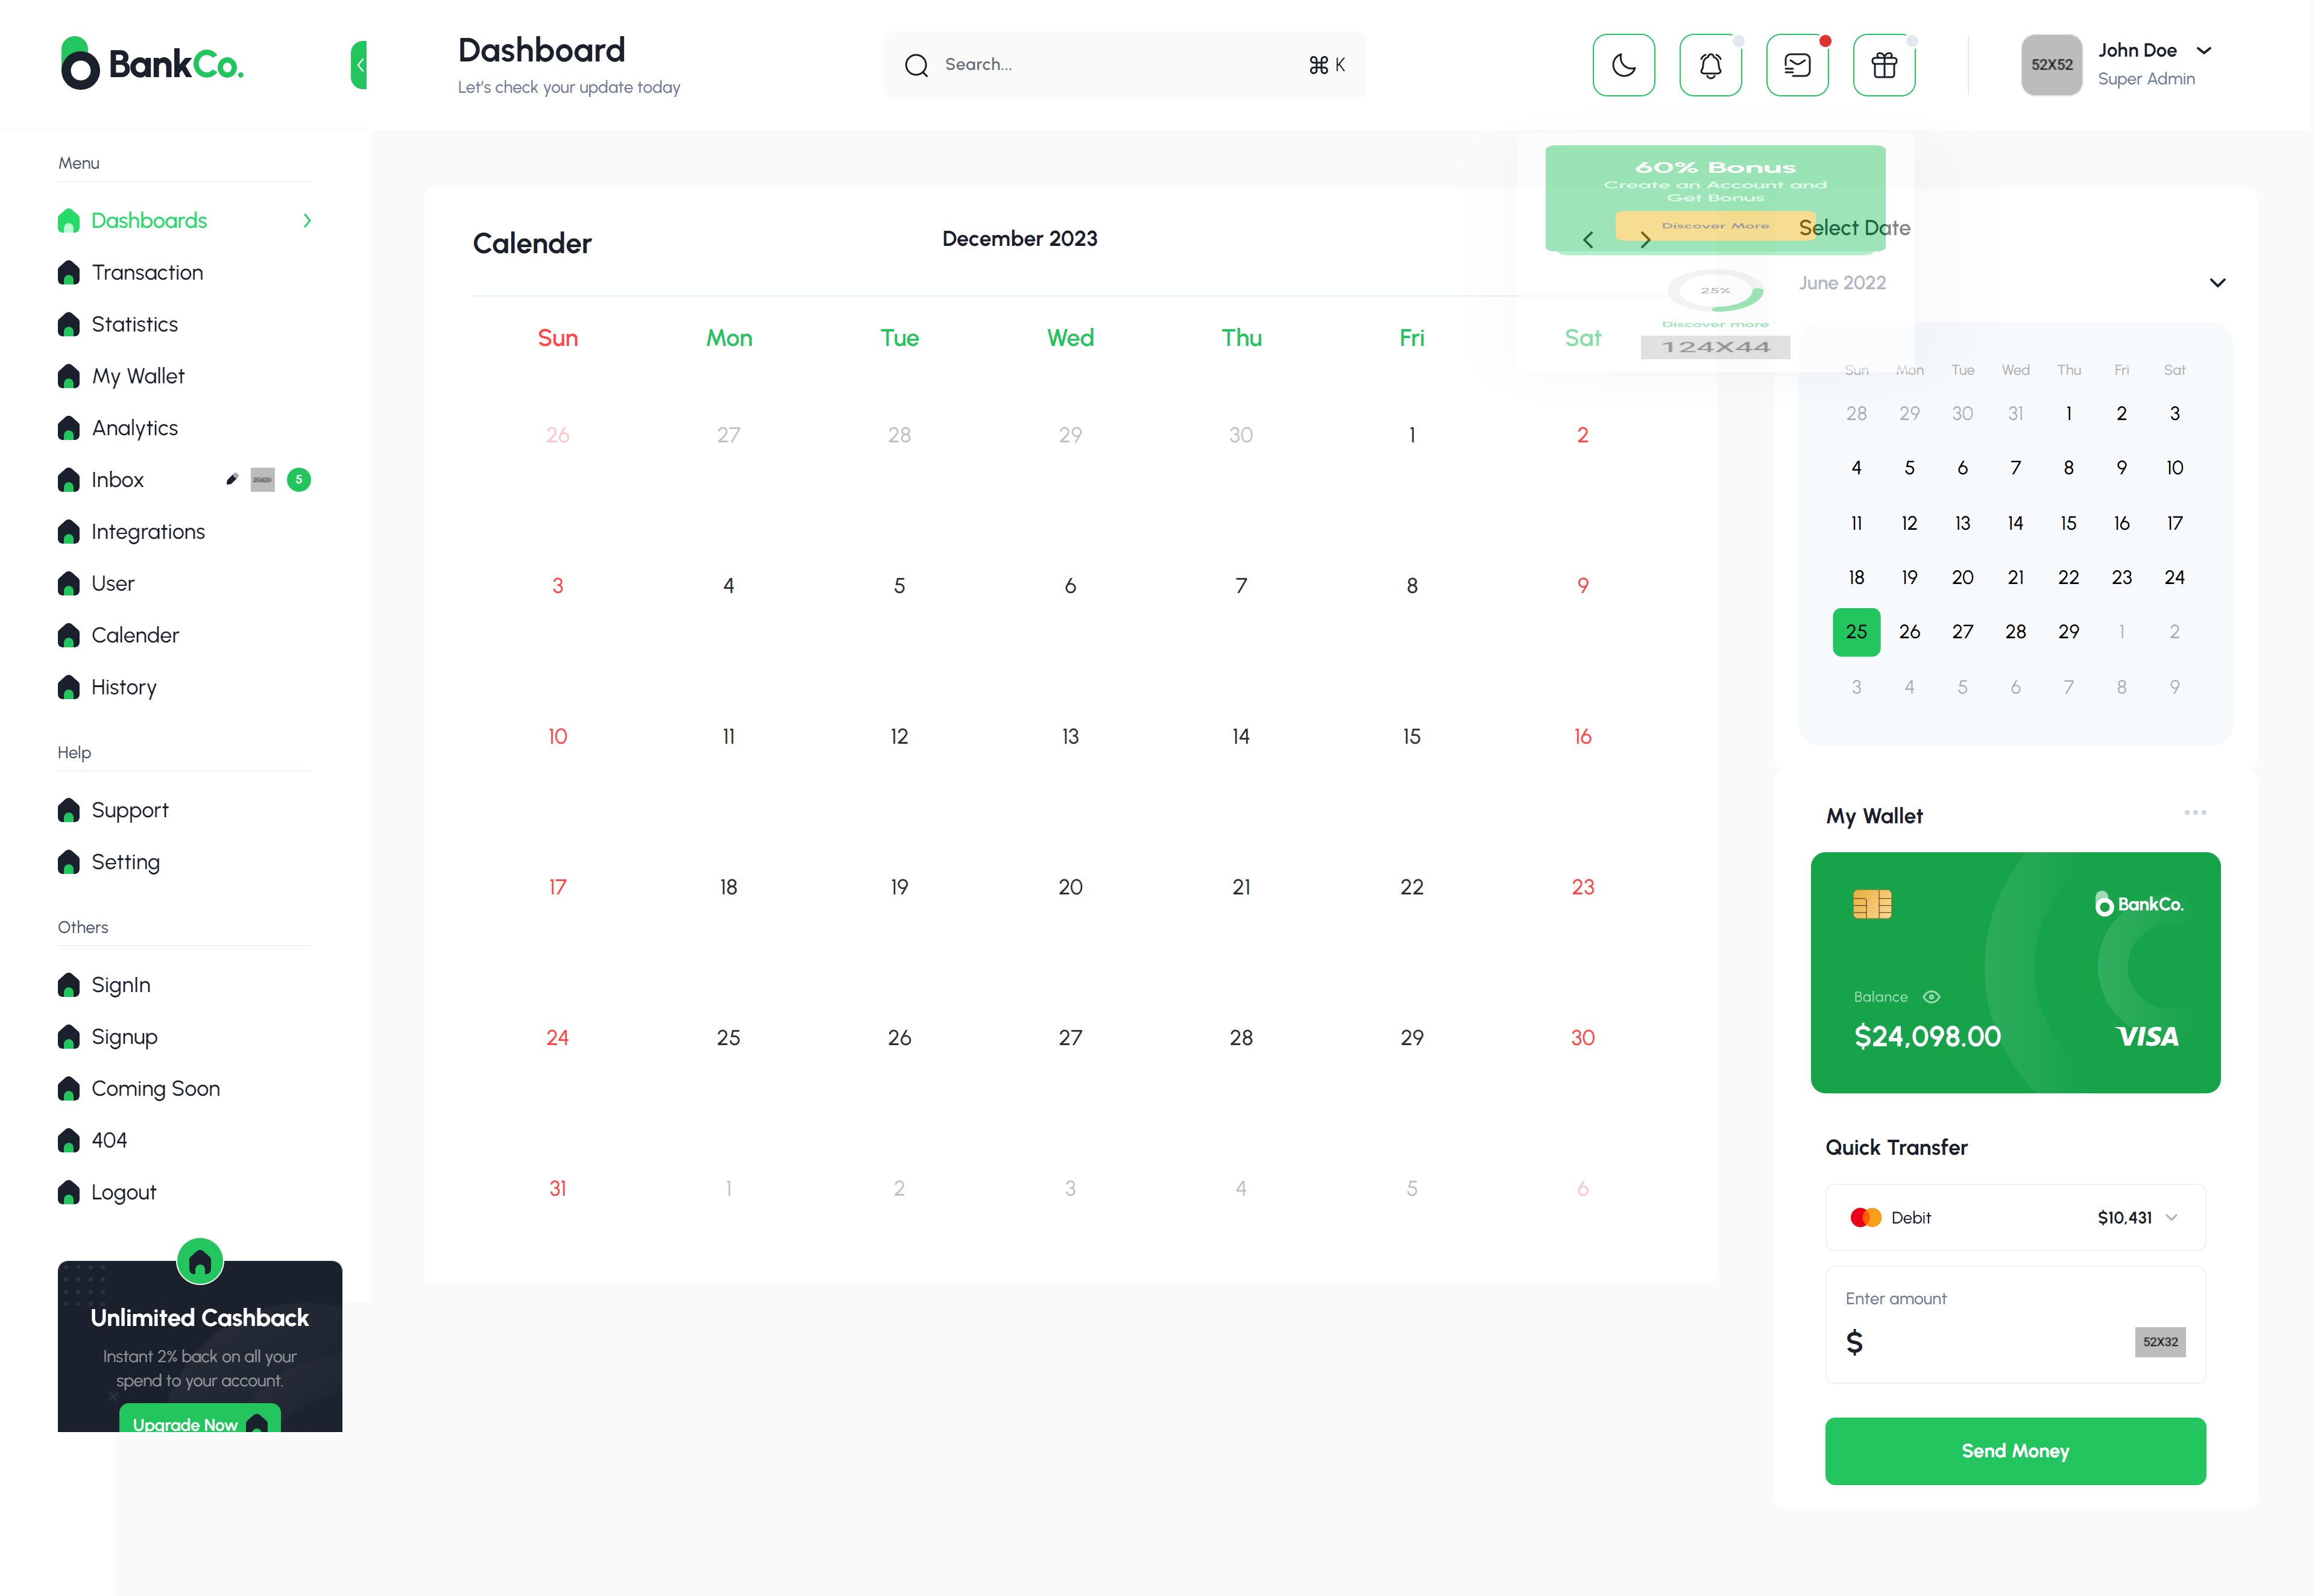 BankCo.
Dashboard
Let's check your update today
Search...
⌘ K
52X52
John Doe
Super Admin
Menu
Dashboards
Transaction
Statistics
My Wallet
Analytics
Inbox
20X20
5
Integrations
User
Calender
History
Help
Support
Setting
Others
SignIn
Signup
Coming Soon
404
Logout
Unlimited Cashback
Instant 2% back on all your
spend to your account.
Upgrade Now
Calender
December 2023
Sun Mon Tue Wed Thu Fri Sat
26 27 28 29 30 1 2
3 4 5 6 7 8 9
10 11 12 13 14 15 16
17 18 19 20 21 22 23
24 25 26 27 28 29 30
31 1 2 3 4 5 6
60% Bonus
Create an Account and
Get Bonus
Discover More
25%
Discover more
124X44
Select Date
June 2022
Sun Mon Tue Wed Thu Fri Sat
28 29 30 31 1 2 3
4 5 6 7 8 9 10
11 12 13 14 15 16 17
18 19 20 21 22 23 24
25 26 27 28 29 1 2
3 4 5 6 7 8 9
My Wallet
BankCo.
Balance
$24,098.00
VISA
Quick Transfer
Debit
$10,431
Enter amount
$
52X32
Send Money